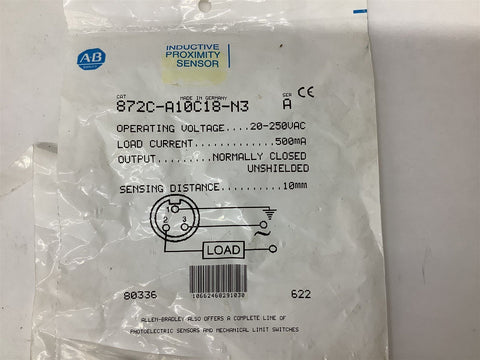 AB
INDUCTIVE
PROXIMITY
SENSOR
CAT MADE IN GERMANY SER CE
872C-A10C18-N3 A
OPERATING VOLTAGE....20-250VAC
LOAD CURRENT.............500mA
OUTPUT.........NORMALLY CLOSED
UNSHIELDED
SENSING DISTANCE..........10mm
1
2 3
~
LOAD
10662468291030
80336 622
ALLEN-BRADLEY ALSO OFFERS A COMPLETE LINE OF
PHOTOELECTRIC SENSORS AND MECHANICAL LIMIT SWITCHES